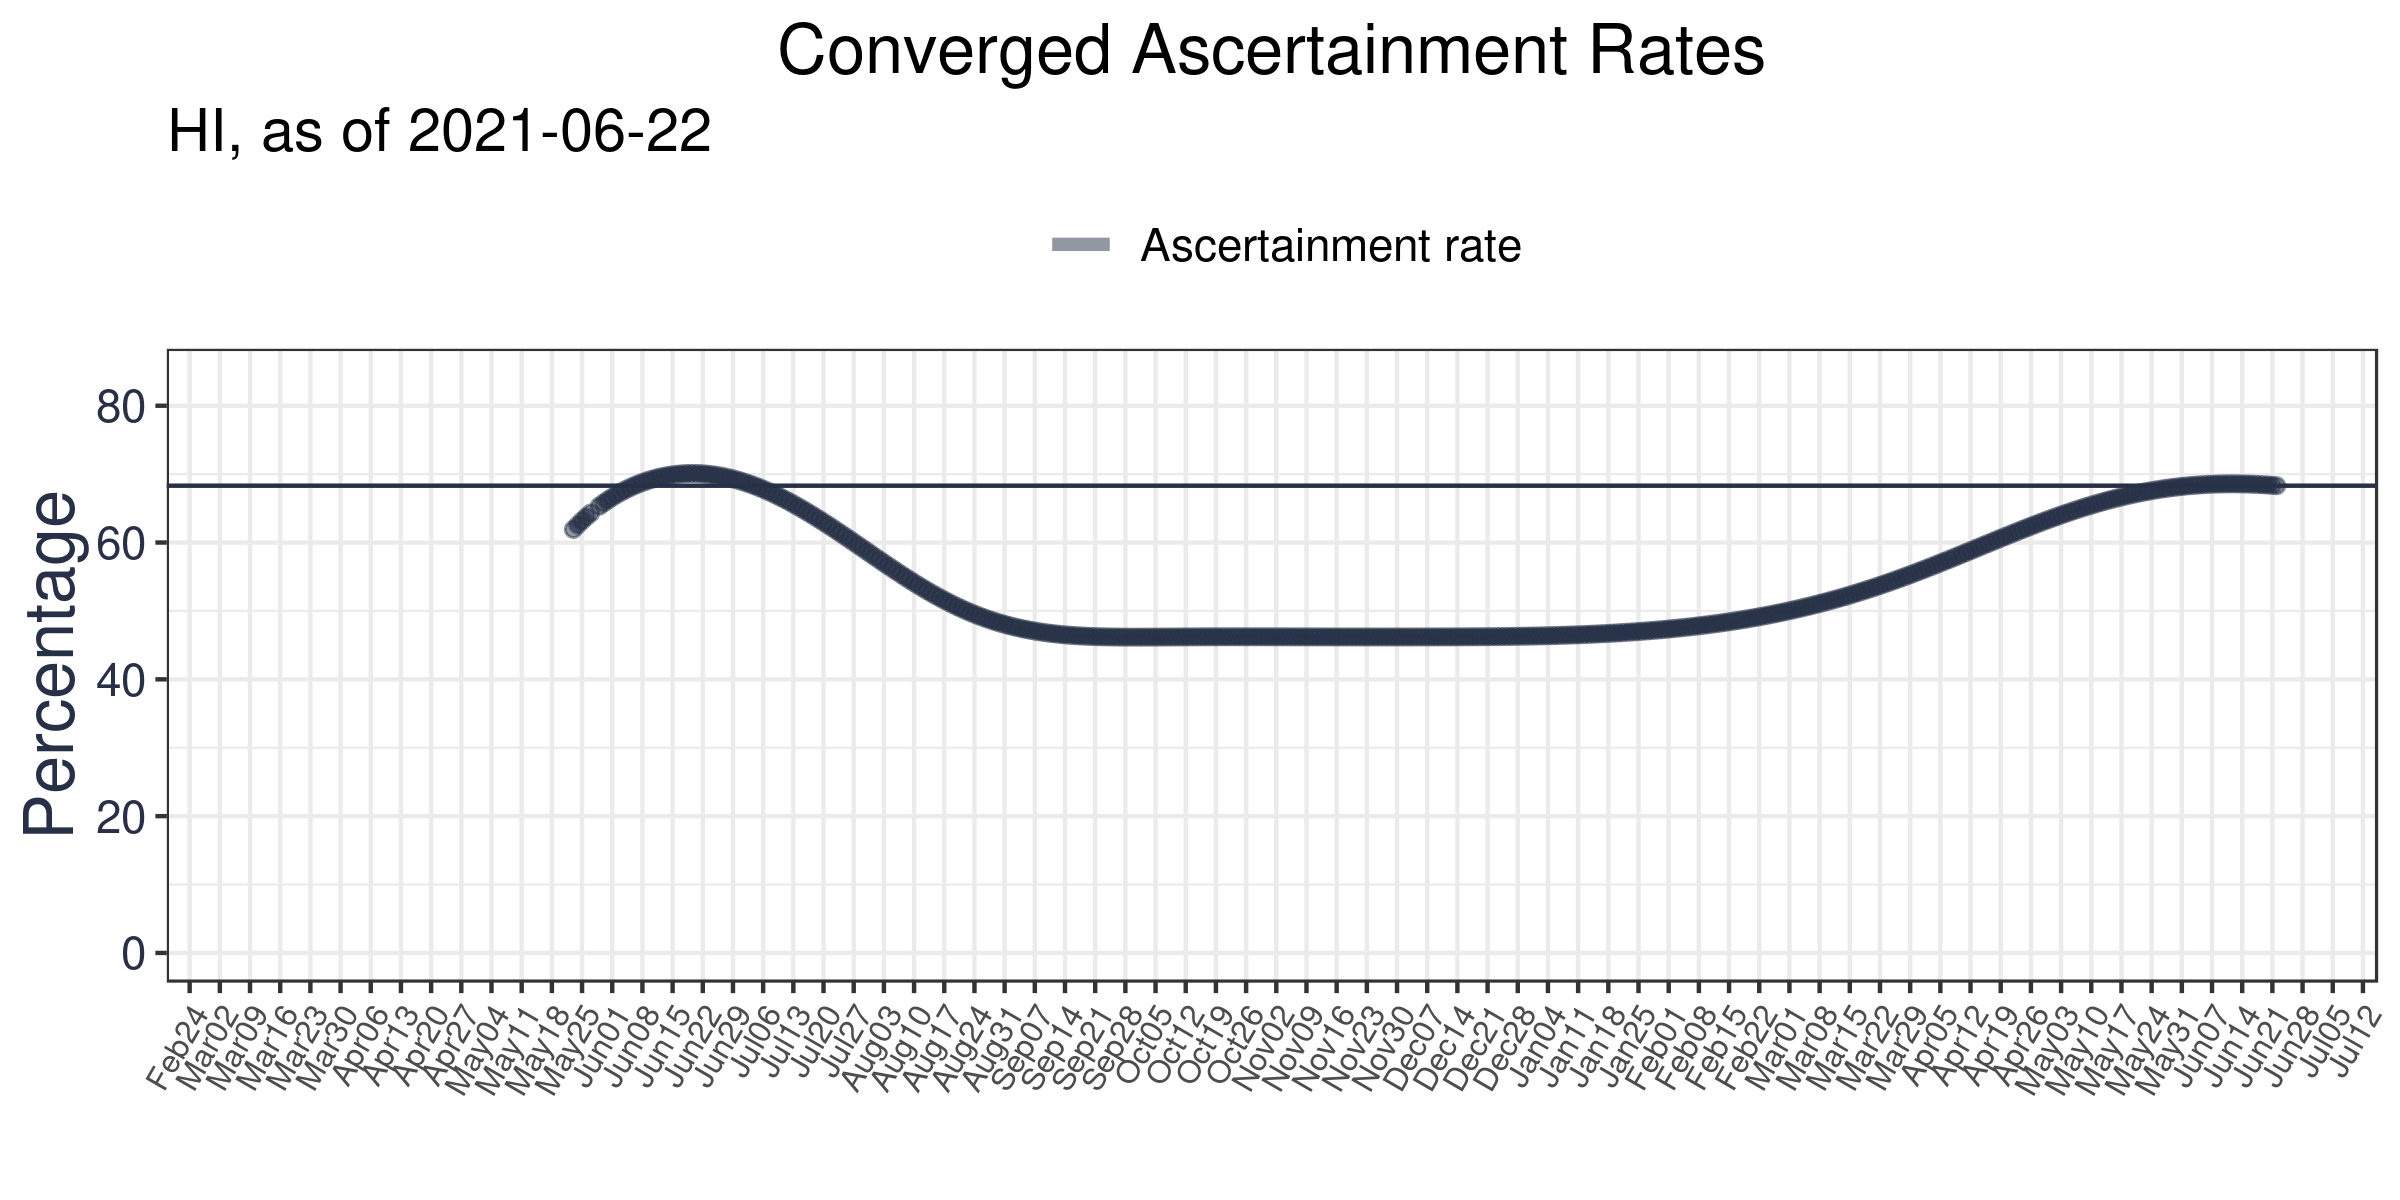 Converged Ascertainment Rates
HI, as of 2021-06-22
Ascertainment rate
Percentage
80
60
40
20
0
Feb24 Mar02 Mar09 Mar16 Mar23 Mar30 Apr06 Apr13 Apr20 Apr27 May04 May11 May18 May25 Jun01 Jun08 Jun15 Jun22 Jun29 Jul06 Jul13 Jul20 Jul27 Aug03 Aug10 Aug17 Aug24 Aug31 Sep07 Sep14 Sep21 Sep28 Oct05 Oct12 Oct19 Oct26 Nov02 Nov09 Nov16 Nov23 Nov30 Dec07 Dec14 Dec21 Dec28 Jan04 Jan11 Jan18 Jan25 Feb01 Feb08 Feb15 Feb22 Mar01 Mar08 Mar15 Mar22 Mar29 Apr05 Apr12 Apr19 Apr26 May03 May10 May17 May24 May31 Jun07 Jun14 Jun21 Jun28 Jul05 Jul12